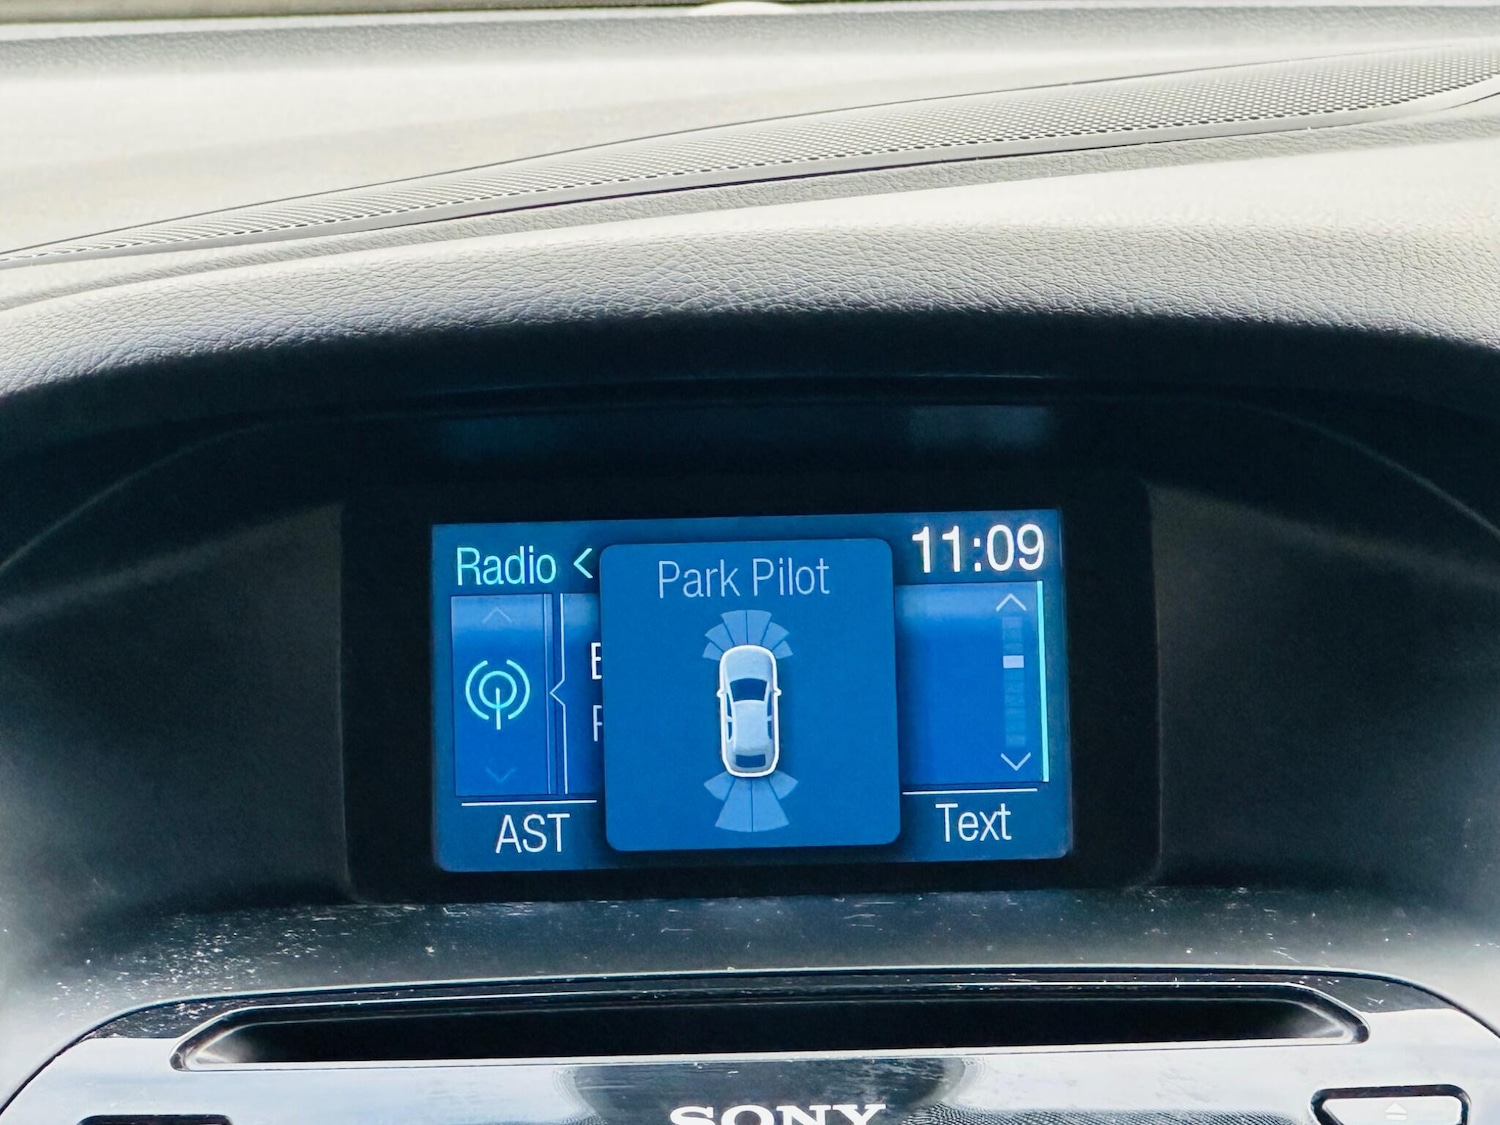 Radio <
Park Pilot
11:09
AST
Text
SONY